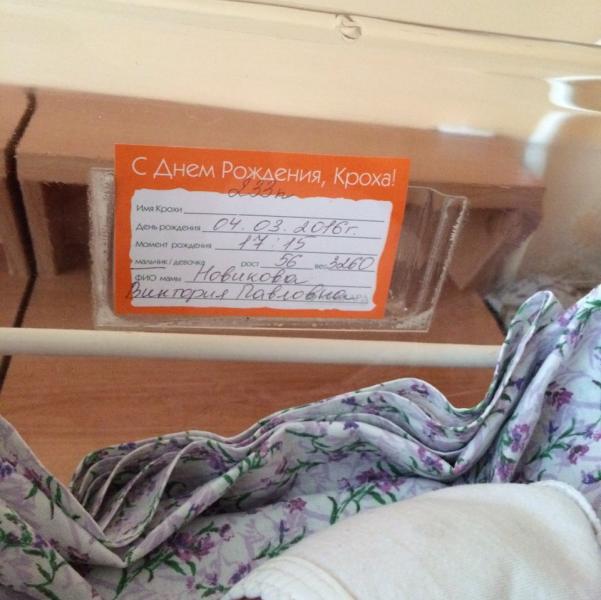 С Днем Рождения, Кроха!
233п
Имя Крохи
День рождения 04.03.2016г.
Момент рождения 17:15
мальчик / девочка рост 56 вес 3260
ФИО мамы Новикова
Виктория Павловна